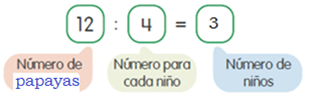 12 : 4 = 3
Número de
papayas
Número para
cada niño
Número de
niños